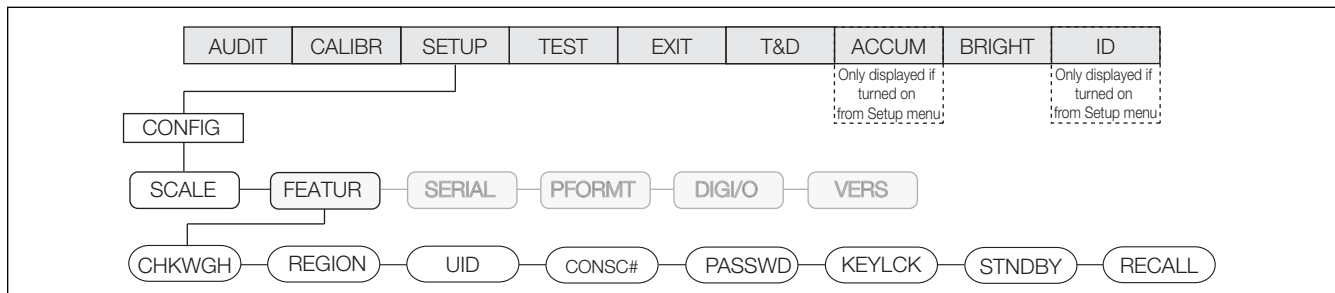 AUDIT CALIBR SETUP TEST EXIT T&D ACCUM BRIGHT ID
Only displayed if
turned on
from Setup menu
Only displayed if
turned on
from Setup menu
CONFIG
SCALE FEATUR SERIAL PFORMT DIGI/O VERS
CHKWGH REGION UID CONSC# PASSWD KEYLCK STNDBY RECALL